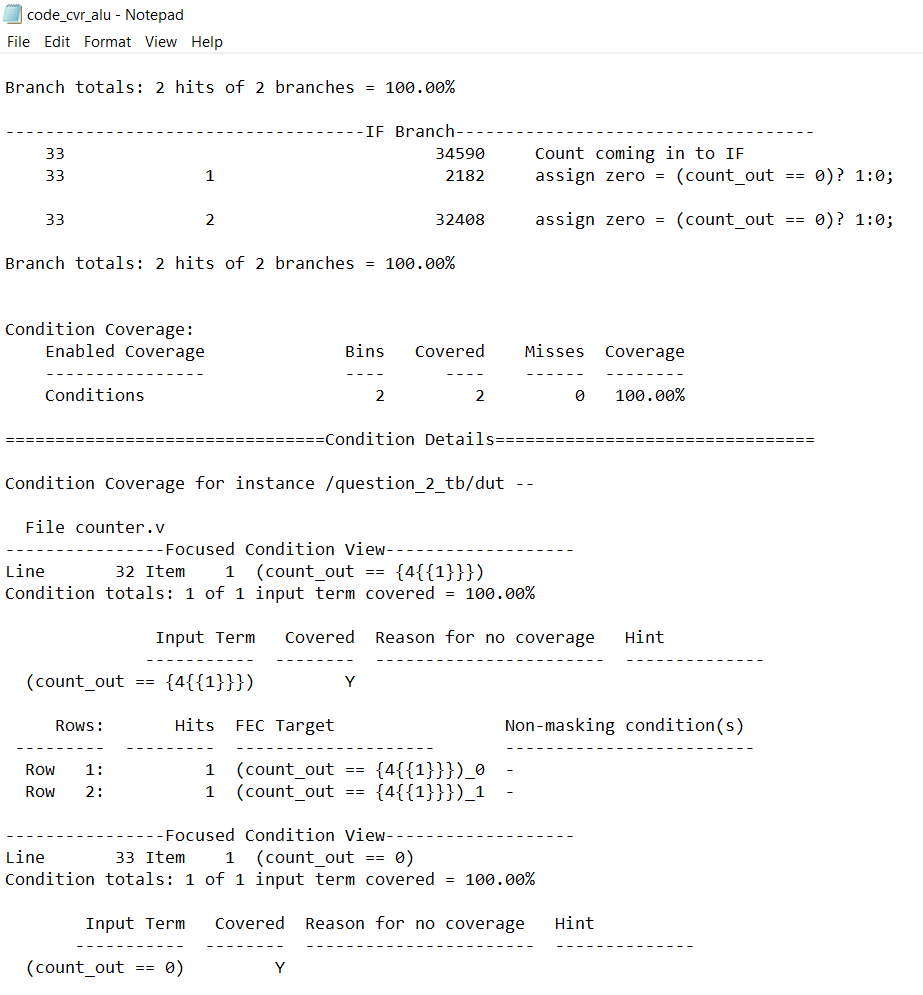 code_cvr_alu - Notepad
File Edit Format View Help
Branch totals: 2 hits of 2 branches = 100.00%
------------------------------------IF Branch------------------------------------
    33                                     34590     Count coming in to IF
    33              1                       2182     assign zero = (count_out == 0)? 1:0;
    33              2                      32408     assign zero = (count_out == 0)? 1:0;
Branch totals: 2 hits of 2 branches = 100.00%
Condition Coverage:
    Enabled Coverage              Bins   Covered    Misses  Coverage
    ----------------              ----      ----    ------  --------
    Conditions                       2         2         0   100.00%
================================Condition Details================================
Condition Coverage for instance /question_2_tb/dut --
  File counter.v
----------------Focused Condition View-------------------
Line       32 Item    1  (count_out == {4{{1}}})
Condition totals: 1 of 1 input term covered = 100.00%
               Input Term   Covered  Reason for no coverage   Hint
              -----------  --------  -----------------------  --------------
  (count_out == {4{{1}}})         Y
     Rows:       Hits  FEC Target                 Non-masking condition(s)
 ---------  ---------  --------------------       -------------------------
  Row   1:          1  (count_out == {4{{1}}})_0  -
  Row   2:          1  (count_out == {4{{1}}})_1  -
----------------Focused Condition View-------------------
Line       33 Item    1  (count_out == 0)
Condition totals: 1 of 1 input term covered = 100.00%
        Input Term   Covered  Reason for no coverage   Hint
       -----------  --------  -----------------------  --------------
  (count_out == 0)         Y